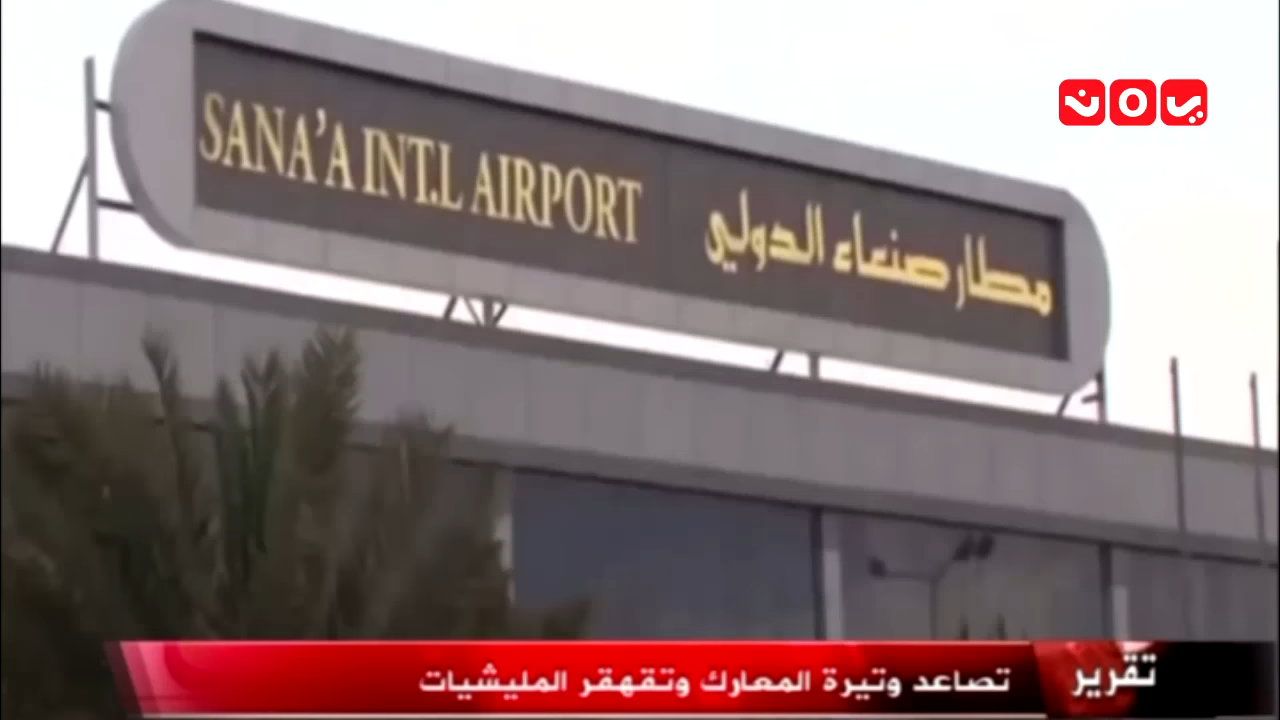 يمن
SANA'A INT.L AIRPORT
مطار صنعاء الدولي
تقرير
تصاعد وتيرة المعارك وتقهقر المليشيات